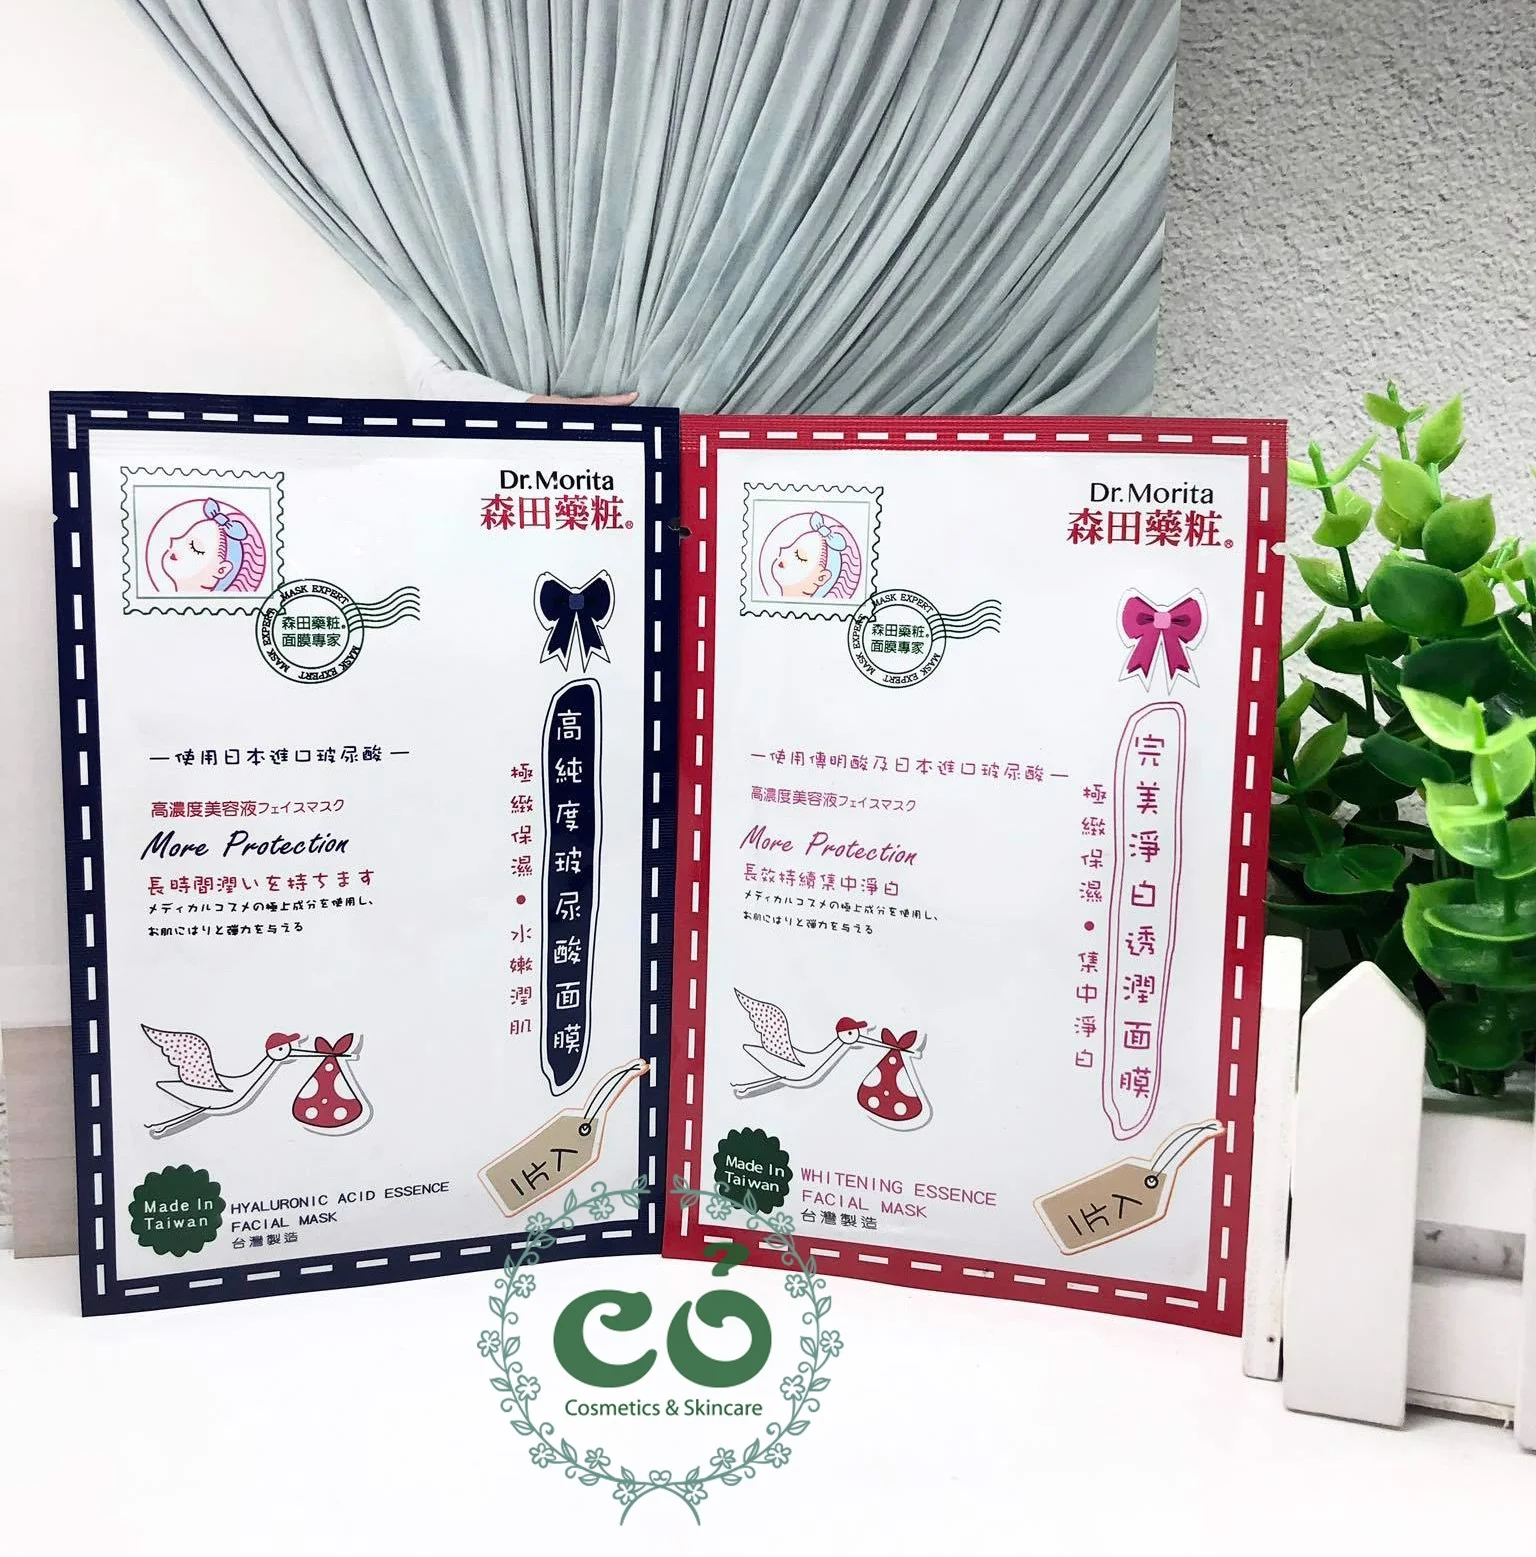 Dr.Morita
森田藥粧®
MASK EXPERT MASK EXPERT MASK EXPERT
森田藥粧®
面膜專家
高純度玻尿酸面膜
極緻保濕•水嫩潤肌
—使用日本進口玻尿酸—
高濃度美容液フェイスマスク
More Protection
長時間潤いを持ちます
メディカルコスメの極上成分を使用し、
お肌にはりと弾力を与える
1片入
Made In
Taiwan
HYALURONIC ACID ESSENCE
FACIAL MASK
台灣製造
Dr.Morita
森田藥粧®
MASK EXPERT MASK EXPERT MASK EXPERT
森田藥粧®
面膜專家
完美淨白透潤面膜
極緻保濕•集中淨白
—使用傳明酸及日本進口玻尿酸—
高濃度美容液フェイスマスク
More Protection
長效持續集中淨白
メディカルコスメの極上成分を使用し、
お肌にはりと弾力を与える
1片入
Made In
Taiwan
WHITENING ESSENCE
FACIAL MASK
台灣製造
CỎ
Cosmetics & Skincare